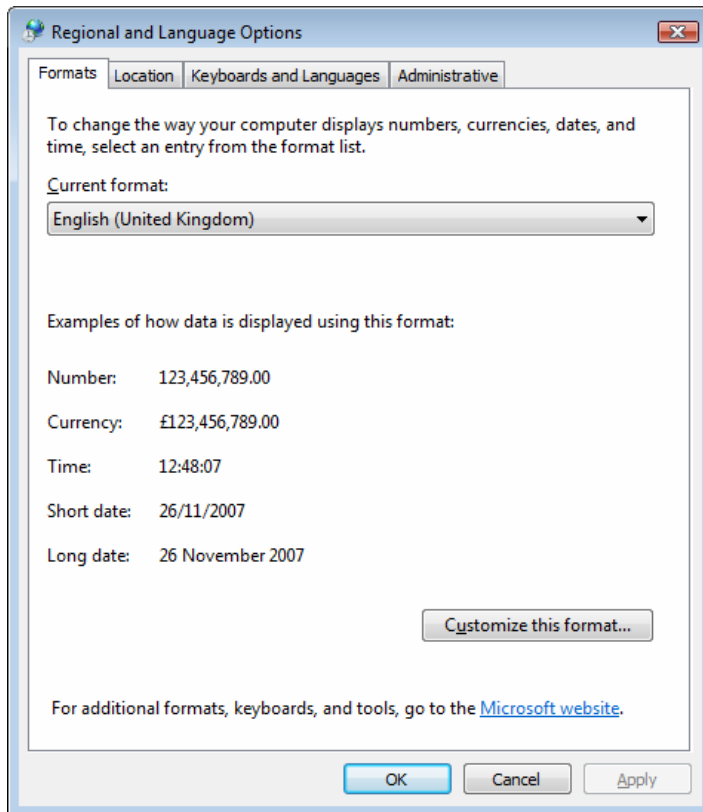 Regional and Language Options
Formats Location Keyboards and Languages Administrative
To change the way your computer displays numbers, currencies, dates, and
time, select an entry from the format list.
Current format:
English (United Kingdom)
Examples of how data is displayed using this format:
Number: 123,456,789.00
Currency: £123,456,789.00
Time: 12:48:07
Short date: 26/11/2007
Long date: 26 November 2007
Customize this format...
For additional formats, keyboards, and tools, go to the Microsoft website.
OK Cancel Apply